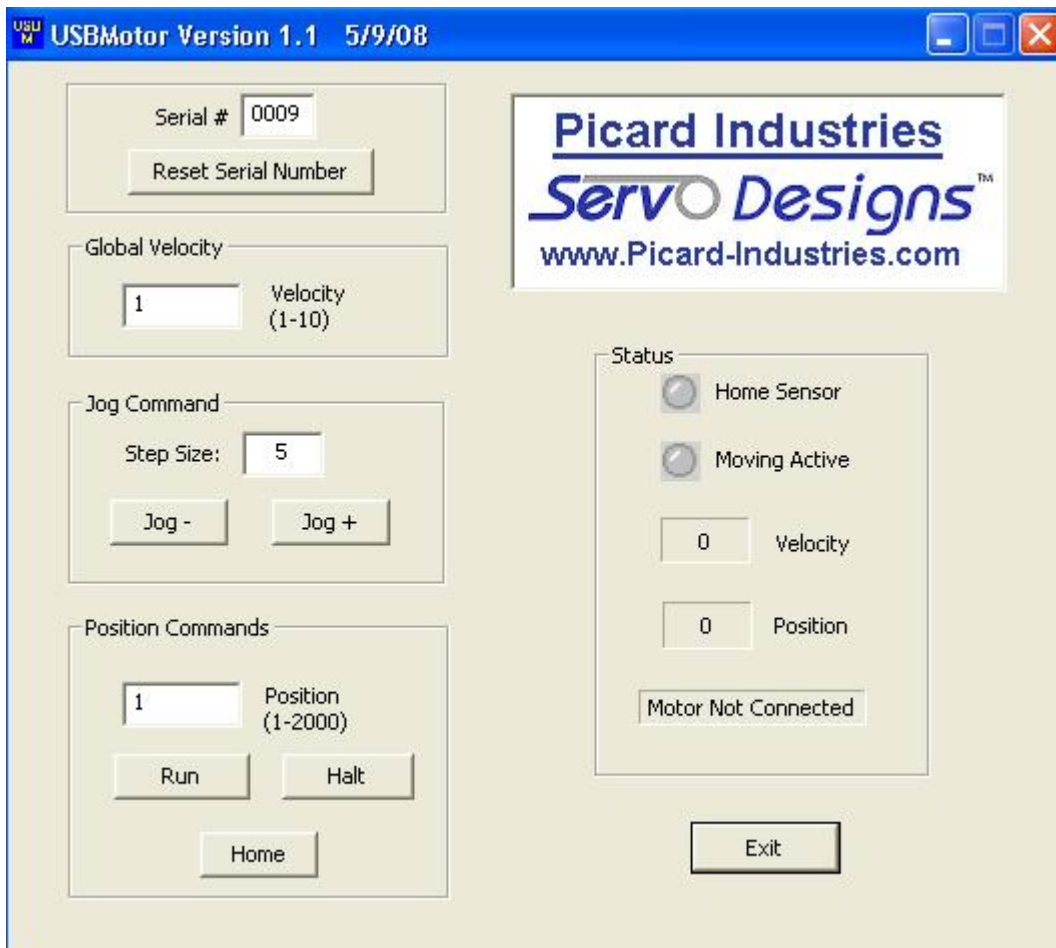 USBMotor Version 1.1 5/9/08
Serial # 0009
Reset Serial Number
Global Velocity
1 Velocity
(1-10)
Jog Command
Step Size: 5
Jog - Jog +
Position Commands
1 Position
(1-2000)
Run Halt
Home
Picard Industries
Servo Designs™
www.Picard-Industries.com
Status
Home Sensor
Moving Active
0 Velocity
0 Position
Motor Not Connected
Exit